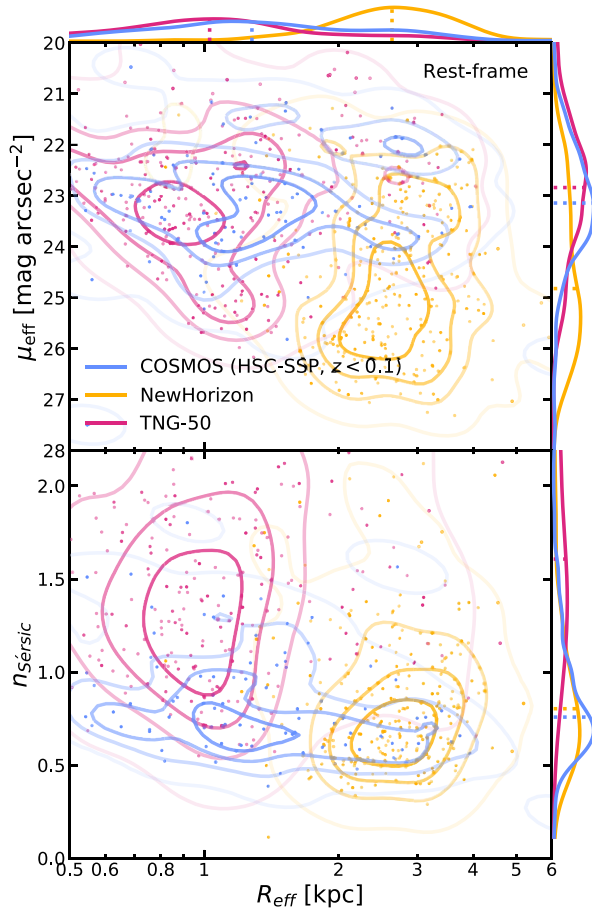 20
21
22
23
24
25
26
27
28
μeff [mag arcsec−2]
Rest-frame
COSMOS (HSC-SSP, z < 0.1)
NewHorizon
TNG-50
2.0
1.5
1.0
0.5
0.0
nSérsic
0.5 0.6 0.8 1 2 3 4 5 6
Reff [kpc]